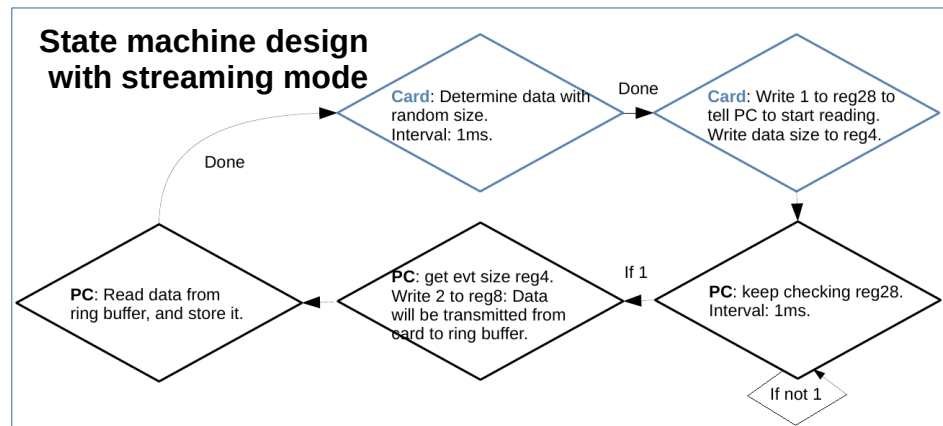 State machine design
with streaming mode
Card: Determine data with
random size.
Interval: 1ms.
Done
Card: Write 1 to reg28 to
tell PC to start reading.
Write data size to reg4.
Done
PC: Read data from
ring buffer, and store it.
PC: get evt size reg4.
Write 2 to reg8: Data
will be transmitted from
card to ring buffer.
If 1
PC: keep checking reg28.
Interval: 1ms.
If not 1